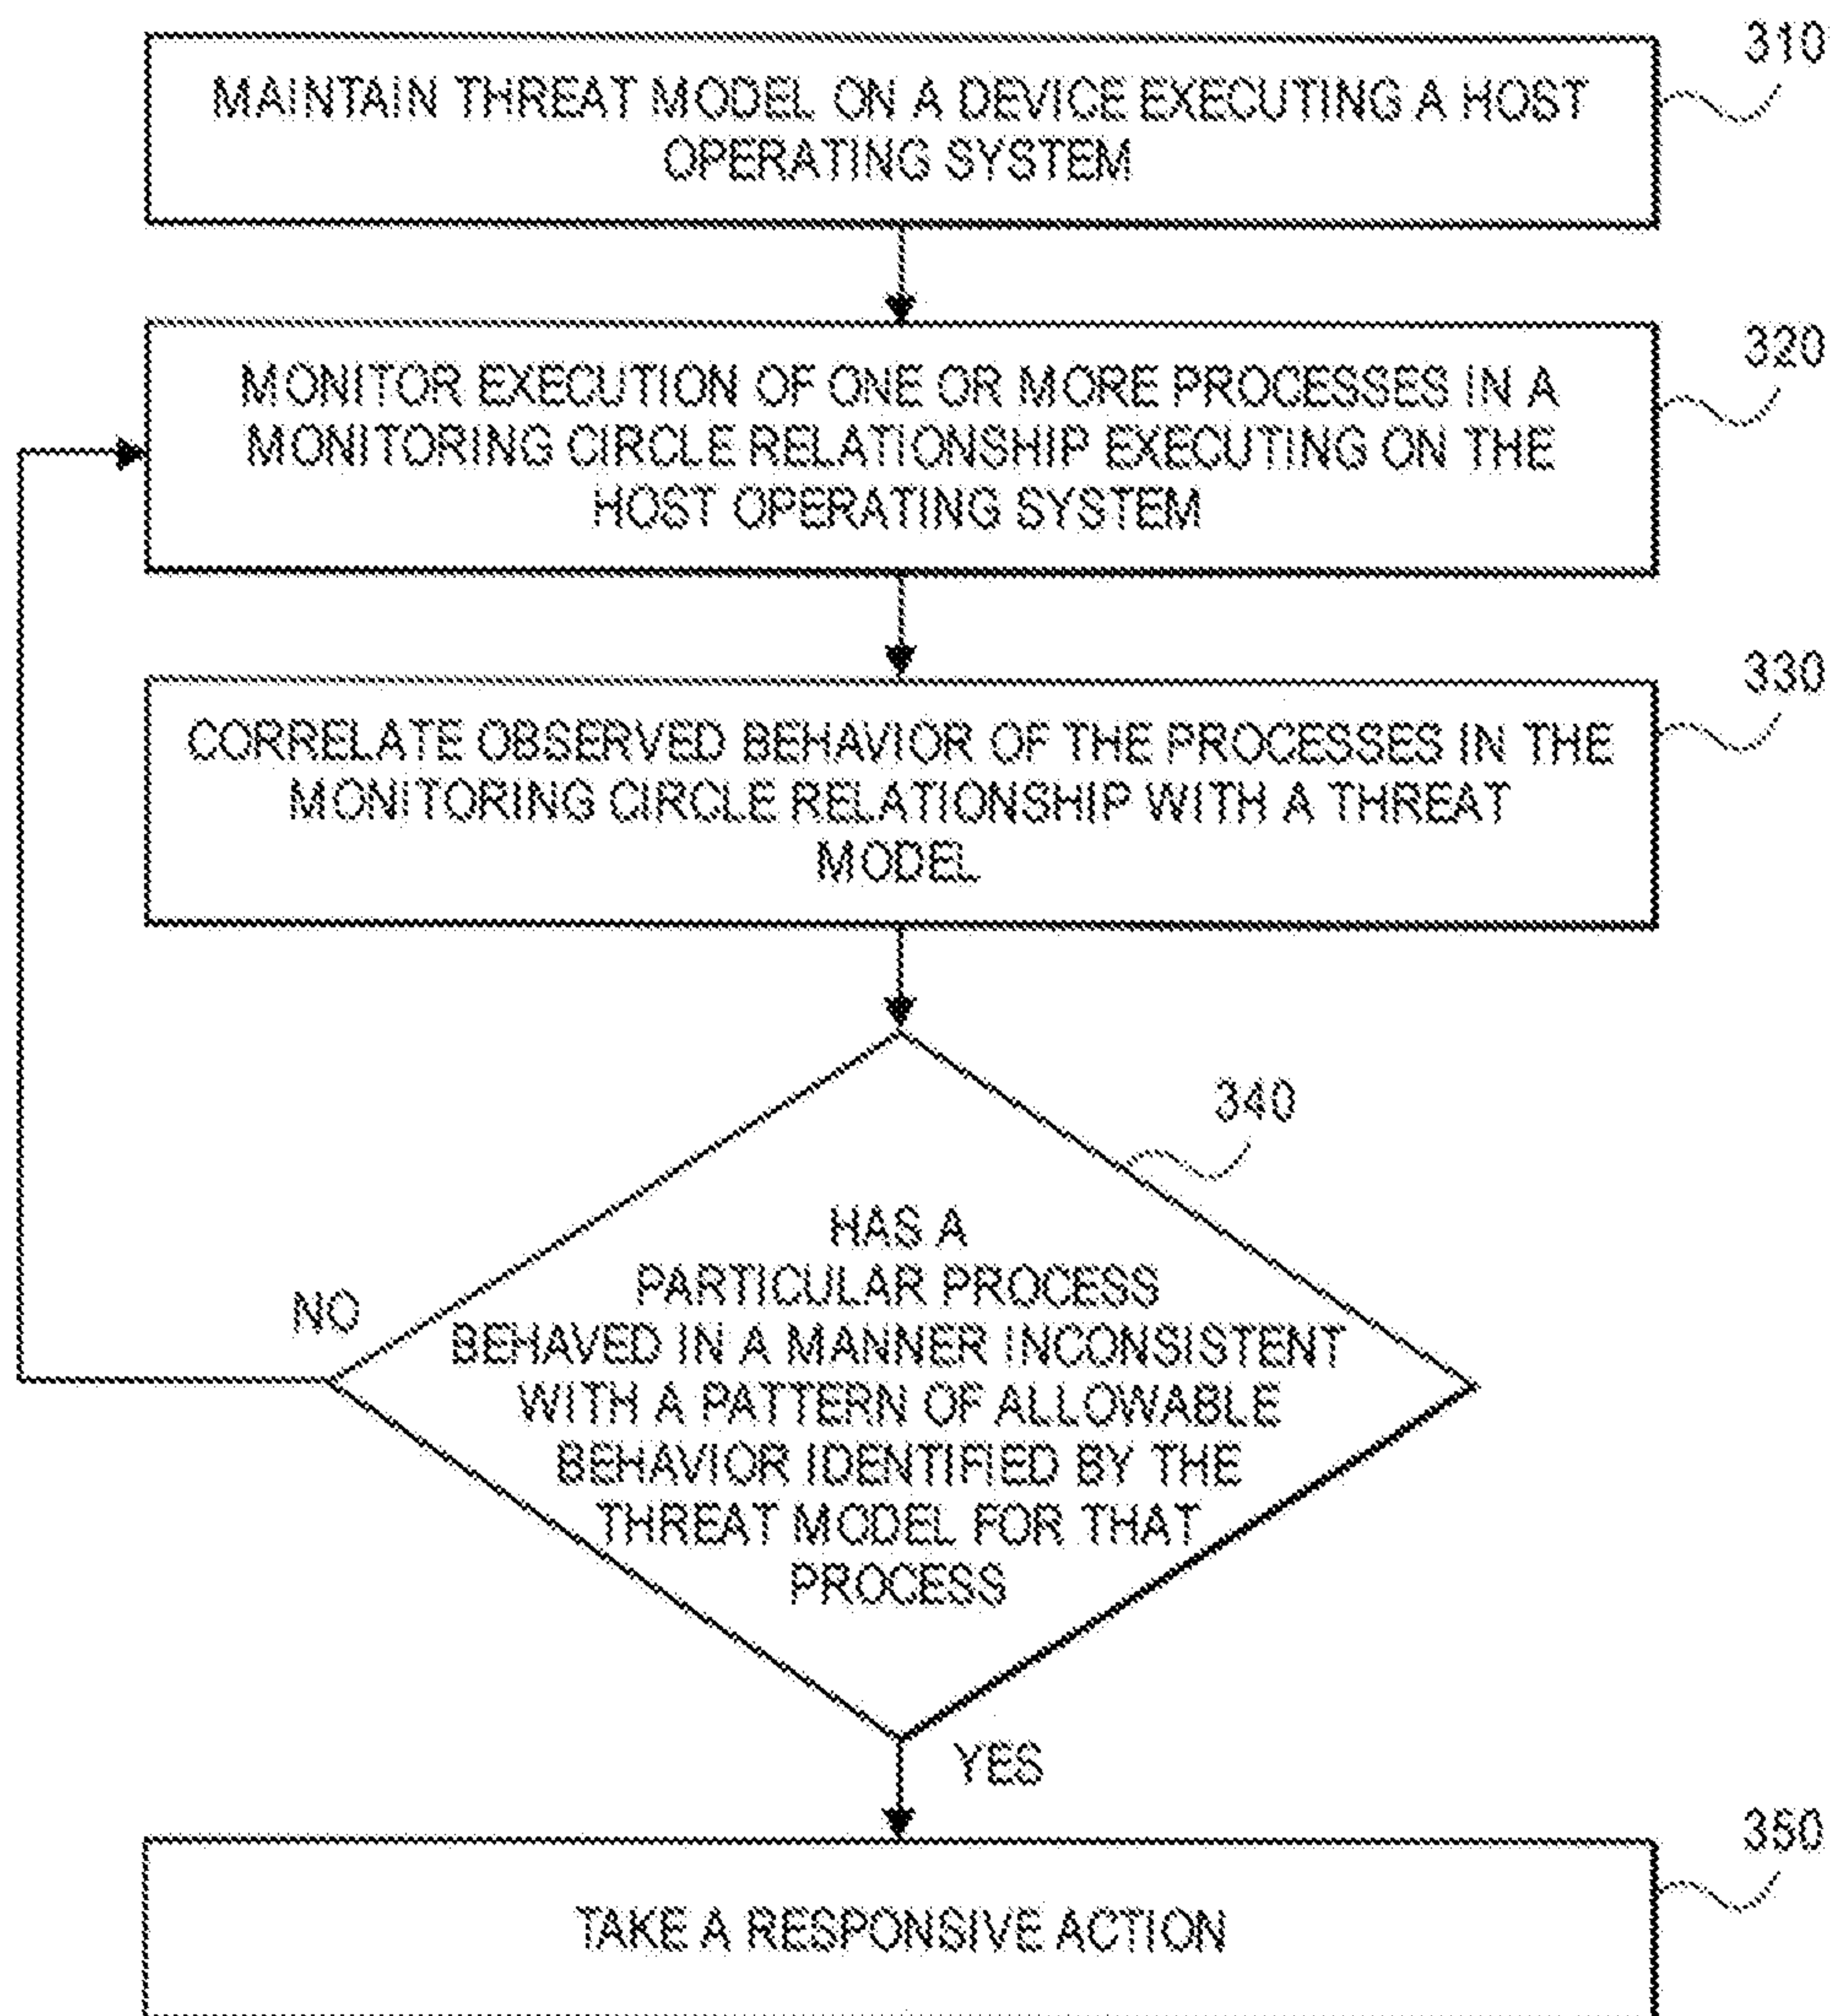 310
MAINTAIN THREAT MODEL ON A DEVICE EXECUTING A HOST
OPERATING SYSTEM
320
MONITOR EXECUTION OF ONE OR MORE PROCESSES IN A
MONITORING CIRCLE RELATIONSHIP EXECUTING ON THE
HOST OPERATING SYSTEM
330
CORRELATE OBSERVED BEHAVIOR OF THE PROCESSES IN THE
MONITORING CIRCLE RELATIONSHIP WITH A THREAT
MODEL
340
HAS A
PARTICULAR PROCESS
BEHAVED IN A MANNER INCONSISTENT
WITH A PATTERN OF ALLOWABLE
BEHAVIOR IDENTIFIED BY THE
THREAT MODEL FOR THAT
PROCESS
NO
YES
350
TAKE A RESPONSIVE ACTION